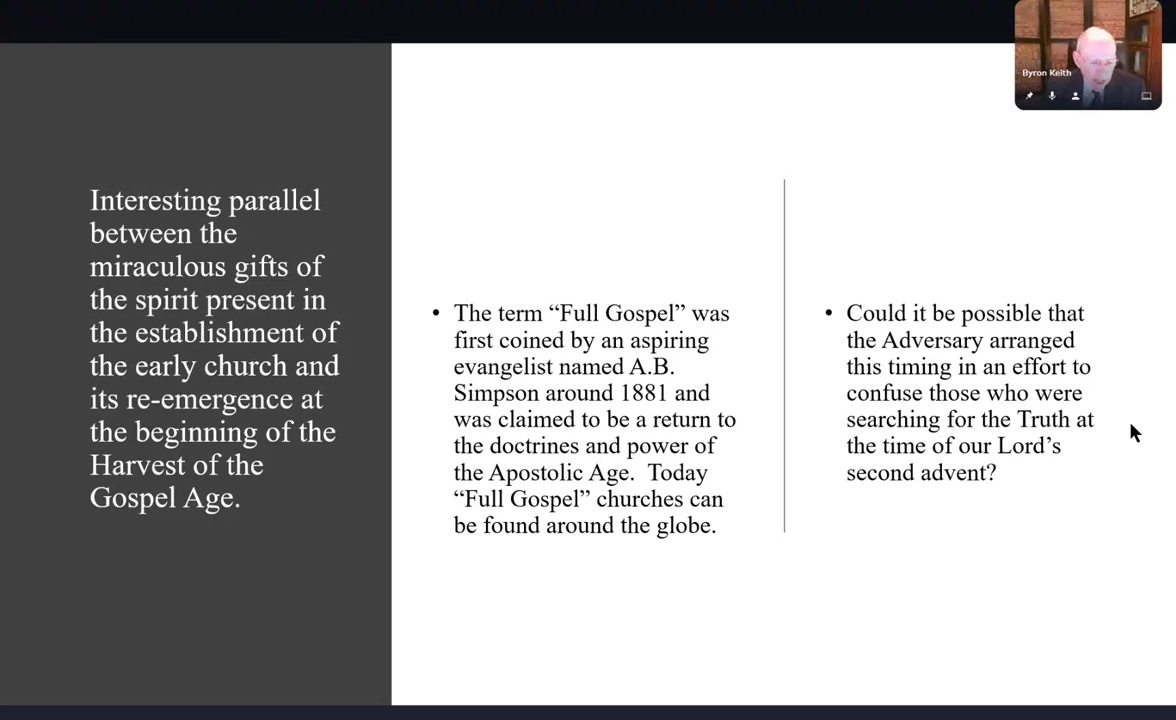 Byron Keith
Interesting parallel
between the
miraculous gifts of
the spirit present in
the establishment of
the early church and
its re-emergence at
the beginning of the
Harvest of the
Gospel Age.
• The term “Full Gospel” was
first coined by an aspiring
evangelist named A.B.
Simpson around 1881 and
was claimed to be a return to
the doctrines and power of
the Apostolic Age.  Today
“Full Gospel” churches can
be found around the globe.
• Could it be possible that
the Adversary arranged
this timing in an effort to
confuse those who were
searching for the Truth at
the time of our Lord’s
second advent?